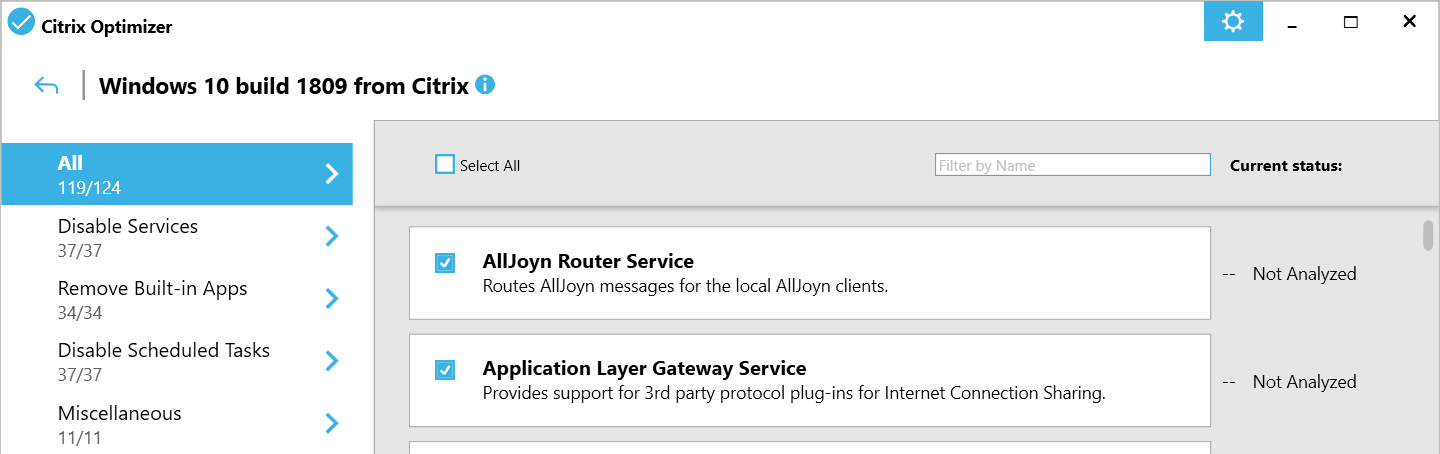 Citrix Optimizer
Windows 10 build 1809 from Citrix
All
119/124
Disable Services
37/37
Remove Built-in Apps
34/34
Disable Scheduled Tasks
37/37
Miscellaneous
11/11
Select All
Filter by Name
Current status:
AllJoyn Router Service
Routes AllJoyn messages for the local AllJoyn clients.
-- Not Analyzed
Application Layer Gateway Service
Provides support for 3rd party protocol plug-ins for Internet Connection Sharing.
-- Not Analyzed